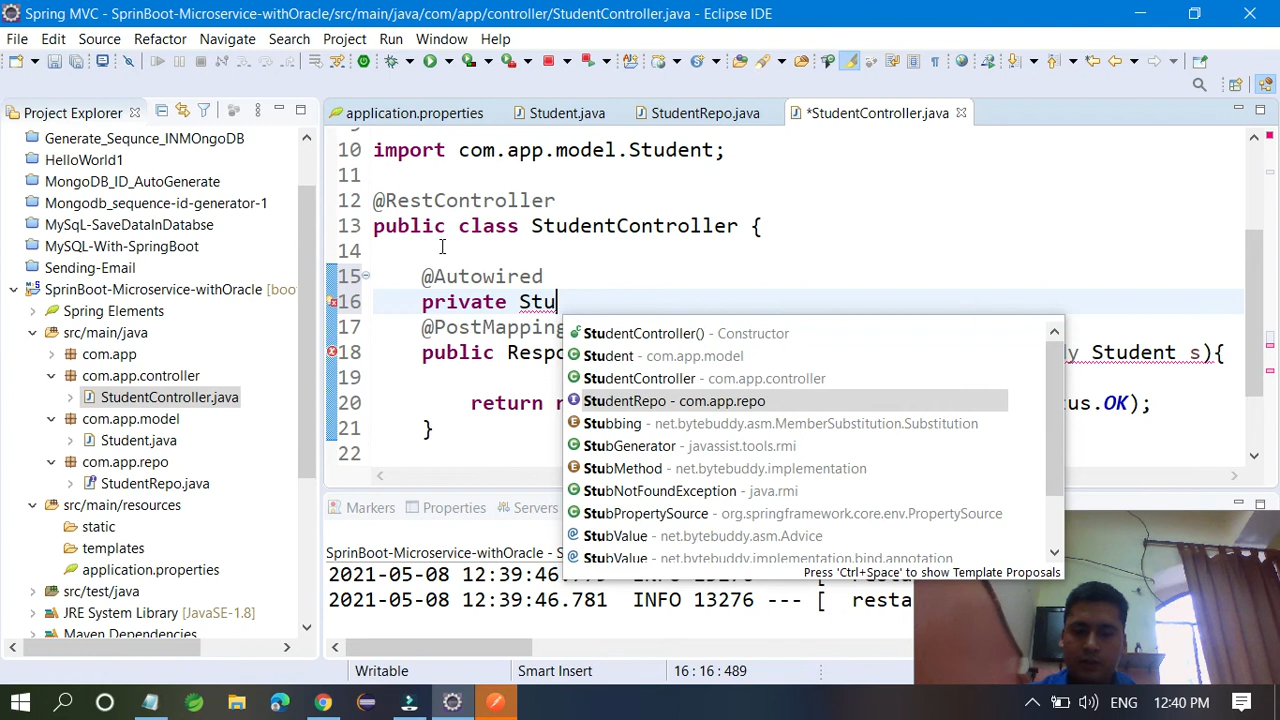 Spring MVC - SprinBoot-Microservice-withOracle/src/main/java/com/app/controller/StudentController.java - Eclipse IDE
File Edit Source Refactor Navigate Search Project Run Window Help
Project Explorer
Generate_Sequnce_INMOngoDB
HelloWorld1
MongoDB_ID_AutoGenerate
Mongodb_sequence-id-generator-1
MySqL-SaveDataInDatabse
MySQL-With-SpringBoot
Sending-Email
SprinBoot-Microservice-withOracle [boo
Spring Elements
src/main/java
com.app
com.app.controller
StudentController.java
com.app.model
Student.java
com.app.repo
StudentRepo.java
src/main/resources
static
templates
application.properties
src/test/java
JRE System Library [JavaSE-1.8]
Maven Dependencies
application.properties Student.java StudentRepo.java *StudentController.java
10 import com.app.model.Student;
11
12 @RestController
13 public class StudentController {
14
15 @Autowired
16 private Stu
17 @PostMapping
18 public Respo y Student s){
19
20 return r us.OK);
21 }
22
StudentController() - Constructor
Student - com.app.model
StudentController - com.app.controller
StudentRepo - com.app.repo
Stubbing - net.bytebuddy.asm.MemberSubstitution.Substitution
StubGenerator - javassist.tools.rmi
StubMethod - net.bytebuddy.implementation
StubNotFoundException - java.rmi
StubPropertySource - org.springframework.core.env.PropertySource
StubValue - net.bytebuddy.asm.Advice
StubValue - net.bytebuddy.implementation.bind.annotation
Press 'Ctrl+Space' to show Template Proposals
Markers Properties Servers
SprinBoot-Microservice-withOracle - S
2021-05-08 12:39:46.779 INFO 13276 --- [ resta
2021-05-08 12:39:46.781 INFO 13276 --- [ resta
Writable Smart Insert 16 : 16 : 489
ENG 12:40 PM